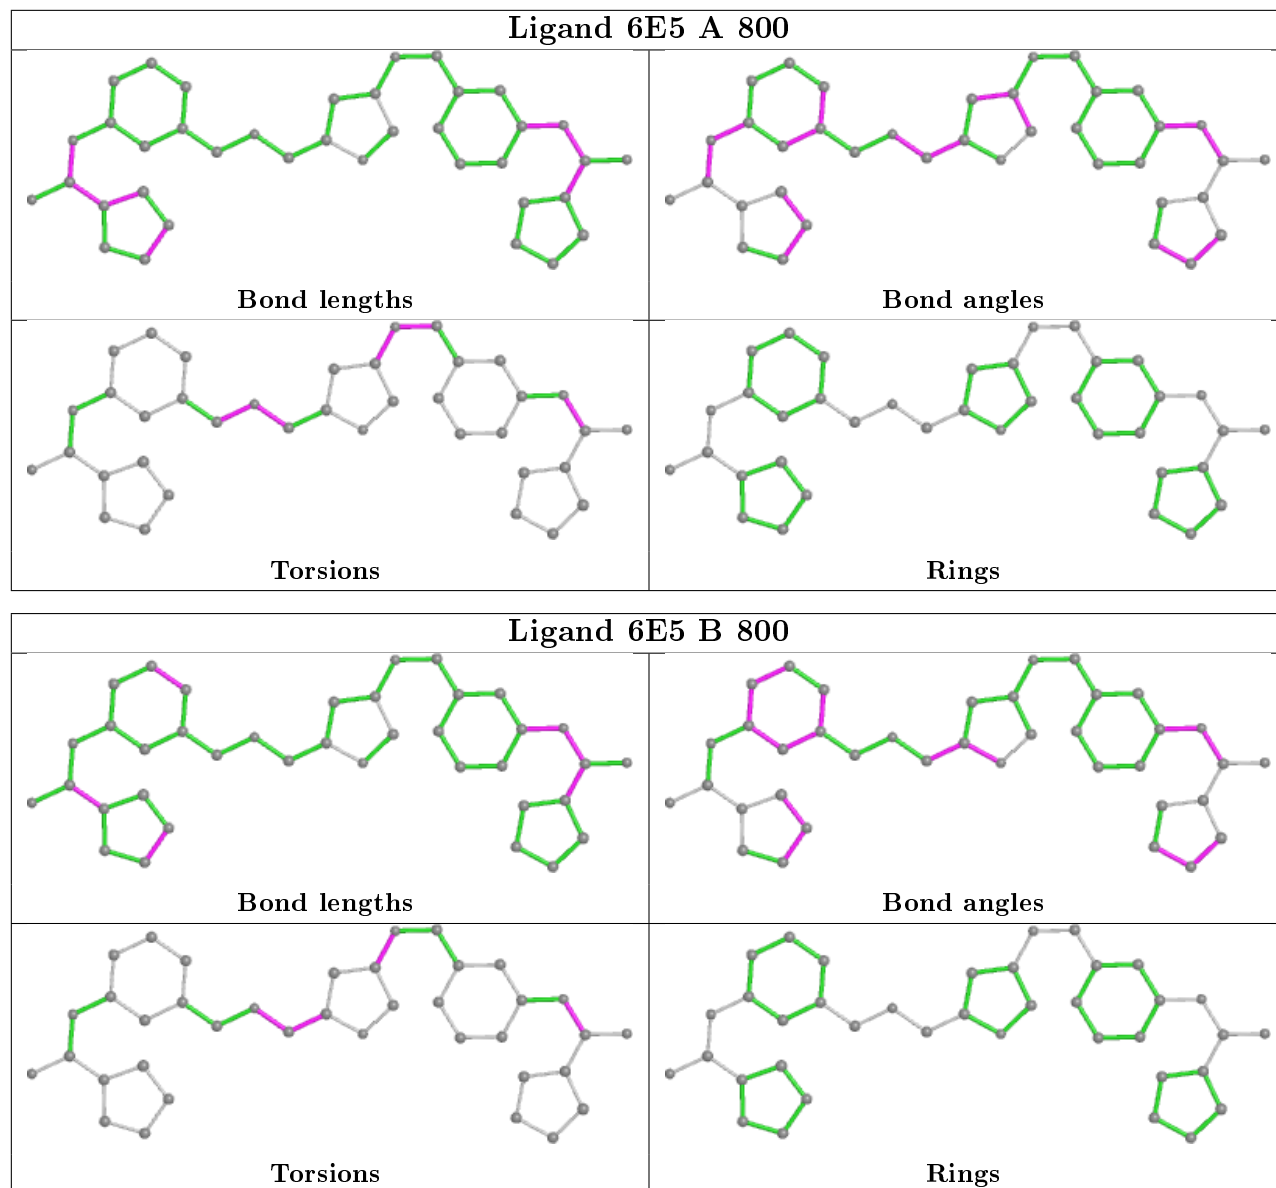 Ligand 6E5 A 800
Bond lengths
Bond angles
Torsions
Rings
Ligand 6E5 B 800
Bond lengths
Bond angles
Torsions
Rings